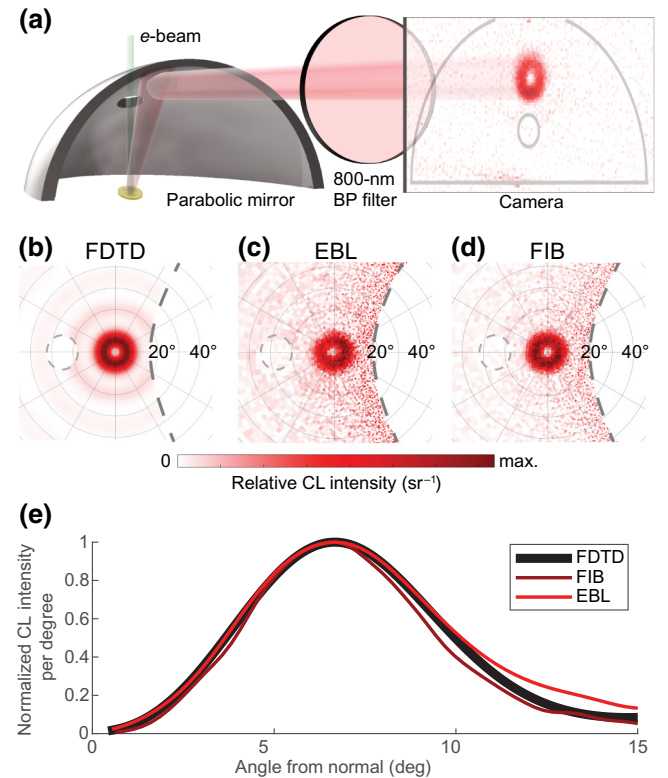 (a)
e-beam
Parabolic mirror
800-nm
BP filter
Camera
(b)
FDTD
20°
40°
(c)
EBL
20°
40°
(d)
FIB
20°
40°
0
max.
Relative CL intensity (sr⁻¹)
(e)
Normalized CL intensity
per degree
1
0.8
0.6
0.4
0.2
0
FDTD
FIB
EBL
0
5
10
15
Angle from normal (deg)